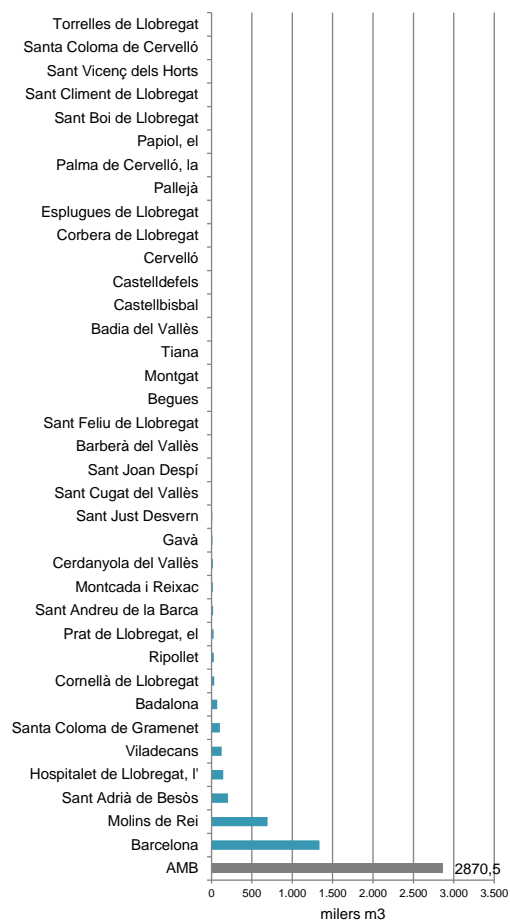 Torrelles de Llobregat
Santa Coloma de Cervelló
Sant Vicenç dels Horts
Sant Climent de Llobregat
Sant Boi de Llobregat
Papiol, el
Palma de Cervelló, la
Pallejà
Esplugues de Llobregat
Corbera de Llobregat
Cervelló
Castelldefels
Castellbisbal
Badia del Vallès
Tiana
Montgat
Begues
Sant Feliu de Llobregat
Barberà del Vallès
Sant Joan Despí
Sant Cugat del Vallès
Sant Just Desvern
Gavà
Cerdanyola del Vallès
Montcada i Reixac
Sant Andreu de la Barca
Prat de Llobregat, el
Ripollet
Cornellà de Llobregat
Badalona
Santa Coloma de Gramenet
Viladecans
Hospitalet de Llobregat, l'
Sant Adrià de Besòs
Molins de Rei
Barcelona
AMB 2870,5
0 500 1.000 1.500 2.000 2.500 3.000 3.500
milers m3